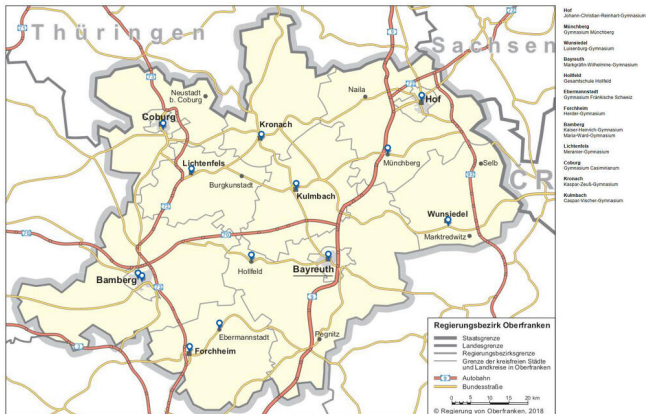 Thüringen
Sachsen
Neustadt
b. Coburg
Naila
Hof
Coburg
Kronach
Lichtenfels
Münchberg
Selb
Burgkunstadt
Kulmbach
CR
Wunsiedel
Marktredwitz
Hollfeld
Bayreuth
Bamberg
Ebermannstadt
Pegnitz
Forchheim
Regierungsbezirk Oberfranken
Staatsgrenze
Landesgrenze
Regierungsbezirksgrenze
Grenze der kreisfreien Städte
und Landkreise in Oberfranken
Autobahn
Bundesstraße
0 5 10 20 km
© Regierung von Oberfranken, 2018
Hof
Johann-Christian-Reinhart-Gymnasium
Münchberg
Gymnasium Münchberg
Wunsiedel
Luisenburg-Gymnasium
Bayreuth
Markgräfin-Wilhelmine-Gymnasium
Hollfeld
Gesamtschule Hollfeld
Ebermannstadt
Gymnasium Fränkische Schweiz
Forchheim
Herder-Gymnasium
Bamberg
Kaiser-Heinrich-Gymnasium
Maria-Ward-Gymnasium
Lichtenfels
Meranier-Gymnasium
Coburg
Gymnasium Casimirianum
Kronach
Kaspar-Zeuß-Gymnasium
Kulmbach
Caspar-Vischer-Gymnasium